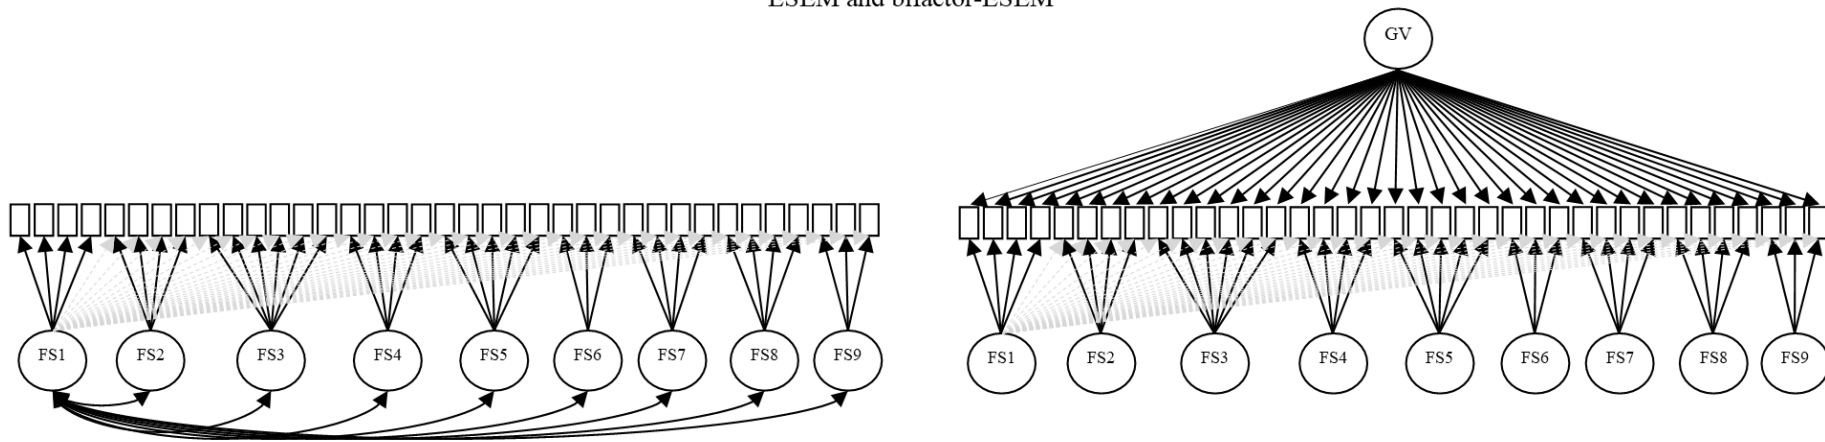 ESEM and bifactor-ESEM
GV
FS1 FS2 FS3 FS4 FS5 FS6 FS7 FS8 FS9
FS1 FS2 FS3 FS4 FS5 FS6 FS7 FS8 FS9